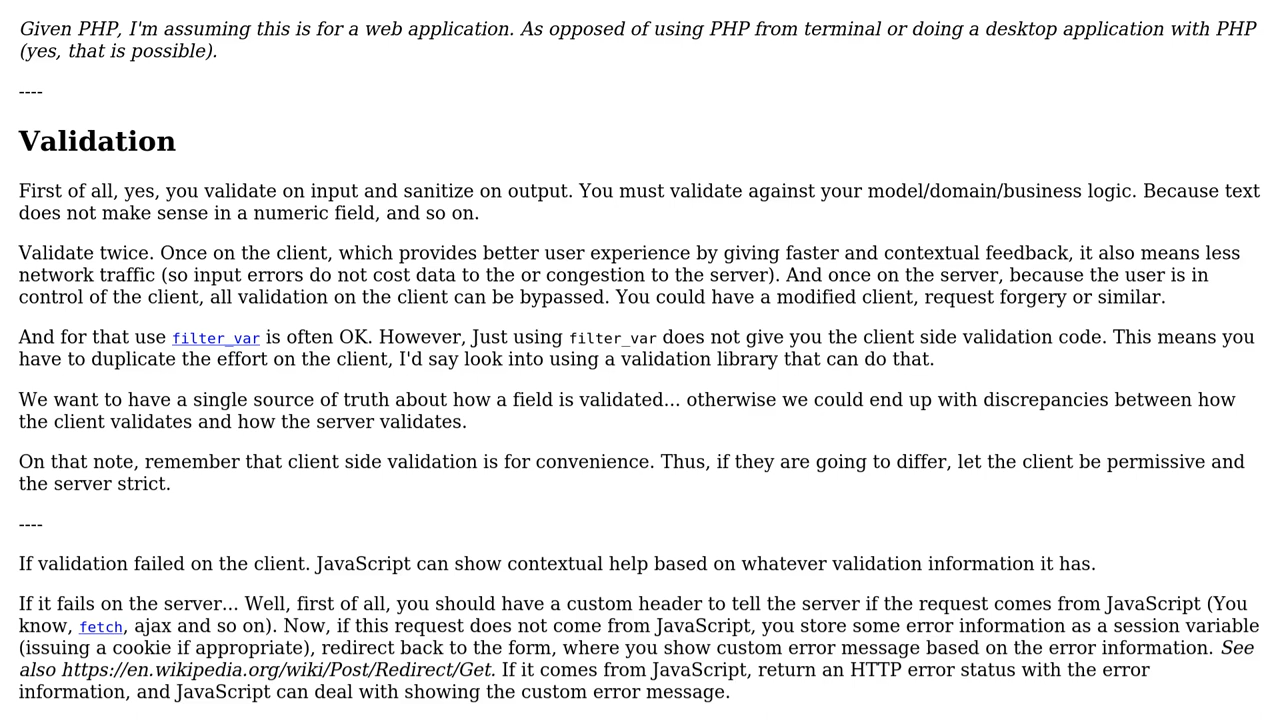 Given PHP, I'm assuming this is for a web application. As opposed of using PHP from terminal or doing a desktop application with PHP
(yes, that is possible).
----
Validation
First of all, yes, you validate on input and sanitize on output. You must validate against your model/domain/business logic. Because text
does not make sense in a numeric field, and so on.
Validate twice. Once on the client, which provides better user experience by giving faster and contextual feedback, it also means less
network traffic (so input errors do not cost data to the or congestion to the server). And once on the server, because the user is in
control of the client, all validation on the client can be bypassed. You could have a modified client, request forgery or similar.
And for that use filter_var is often OK. However, Just using filter_var does not give you the client side validation code. This means you
have to duplicate the effort on the client, I'd say look into using a validation library that can do that.
We want to have a single source of truth about how a field is validated... otherwise we could end up with discrepancies between how
the client validates and how the server validates.
On that note, remember that client side validation is for convenience. Thus, if they are going to differ, let the client be permissive and
the server strict.
----
If validation failed on the client. JavaScript can show contextual help based on whatever validation information it has.
If it fails on the server... Well, first of all, you should have a custom header to tell the server if the request comes from JavaScript (You
know, fetch, ajax and so on). Now, if this request does not come from JavaScript, you store some error information as a session variable
(issuing a cookie if appropriate), redirect back to the form, where you show custom error message based on the error information. See
also https://en.wikipedia.org/wiki/Post/Redirect/Get. If it comes from JavaScript, return an HTTP error status with the error
information, and JavaScript can deal with showing the custom error message.